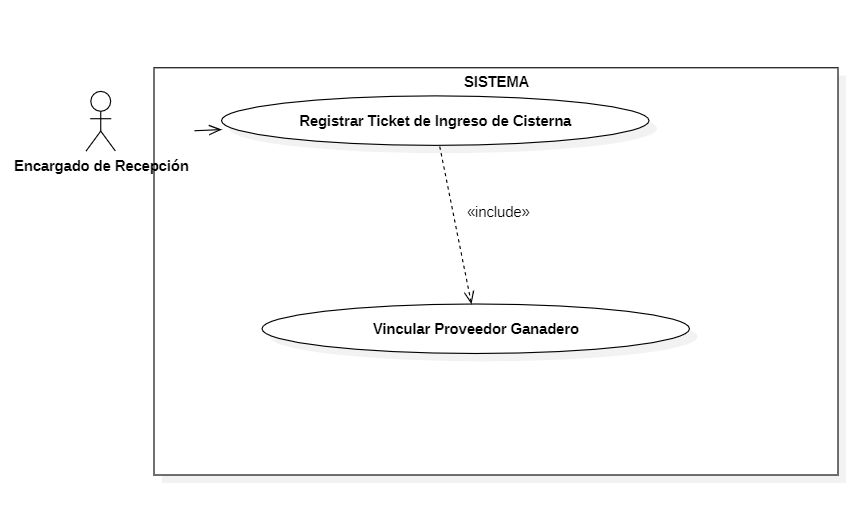 SISTEMA
Registrar Ticket de Ingreso de Cisterna
Encargado de Recepción
«include»
Vincular Proveedor Ganadero